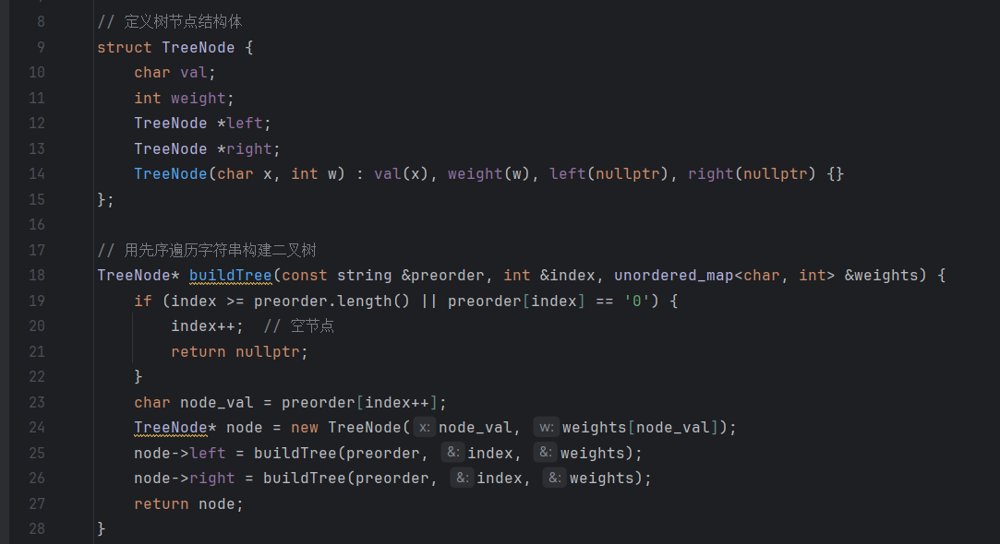 8 // 定义树节点结构体
9 struct TreeNode {
10 char val;
11 int weight;
12 TreeNode *left;
13 TreeNode *right;
14 TreeNode(char x, int w) : val(x), weight(w), left(nullptr), right(nullptr) {}
15 };
16
17 // 用先序遍历字符串构建二叉树
18 TreeNode* buildTree(const string &preorder, int &index, unordered_map<char, int> &weights) {
19 if (index >= preorder.length() || preorder[index] == '0') {
20 index++; // 空节点
21 return nullptr;
22 }
23 char node_val = preorder[index++];
24 TreeNode* node = new TreeNode( x: node_val, w: weights[node_val]);
25 node->left = buildTree(preorder, &: index, &: weights);
26 node->right = buildTree(preorder, &: index, &: weights);
27 return node;
28 }